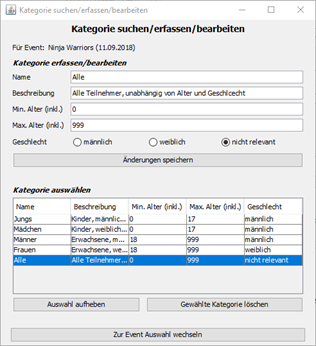 Kategorie suchen/erfassen/bearbeiten
Kategorie suchen/erfassen/bearbeiten
Für Event: Ninja Warriors (11.09.2018)
Kategorie erfassen/bearbeiten
Name Alle
Beschreibung Alle Teilnehmer, unabhängig von Alter und Geschlcecht
Min. Alter (inkl.) 0
Max. Alter (inkl.) 999
Geschlecht männlich weiblich nicht relevant
Änderungen speichern
Kategorie auswählen
Name Beschreibung Min. Alter (inkl.) Max. Alter (inkl.) Geschlecht
Jungs Kinder, männlic... 0 17 männlich
Mädchen Kinder, weiblich... 0 17 weiblich
Männer Erwachsene, m... 18 999 männlich
Frauen Erwachsene, we... 18 999 weiblich
Alle Alle Teilnehmer... 0 999 nicht relevant
Auswahl aufheben Gewählte Kategorie löschen
Zur Event Auswahl wechseln